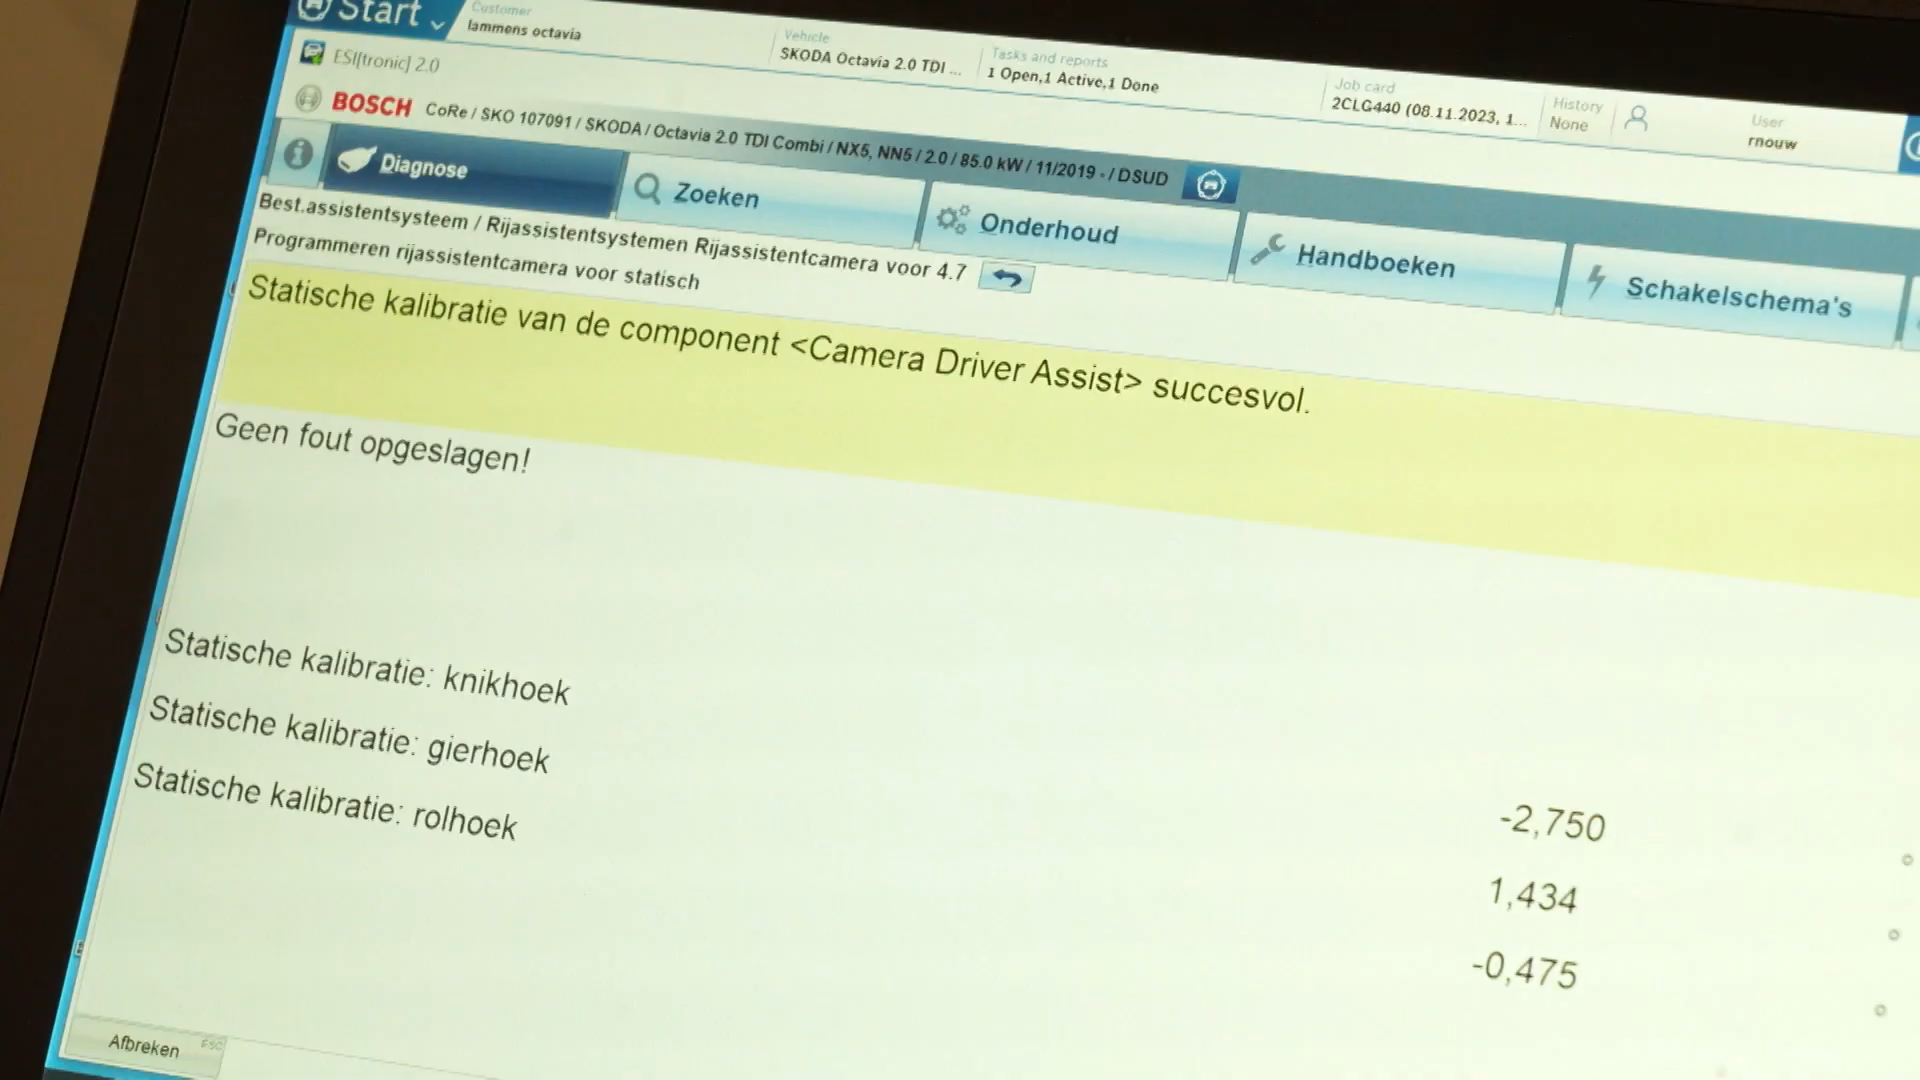 Start
Customer
lammens octavia
Vehicle
SKODA Octavia 2.0 TDI ...
Tasks and reports
1 Open,1 Active,1 Done
Job card
2CLG440 (08.11.2023, 1...
History
None
User
rnouw
ESI[tronic] 2.0
BOSCH CoRe / SKO 107091 / SKODA / Octavia 2.0 TDI Combi / NX5, NN5 / 2.0 / 85.0 kW / 11/2019 - / DSUD
Diagnose
Zoeken
Onderhoud
Handboeken
Schakelschema's
Best.assistentsysteem / Rijassistentsystemen Rijassistentcamera voor 4.7
Programmeren rijassistentcamera voor statisch
Statische kalibratie van de component <Camera Driver Assist> succesvol.
Geen fout opgeslagen!
Statische kalibratie: knikhoek -2,750 °
Statische kalibratie: gierhoek 1,434 °
Statische kalibratie: rolhoek -0,475 °
Afbreken ESC